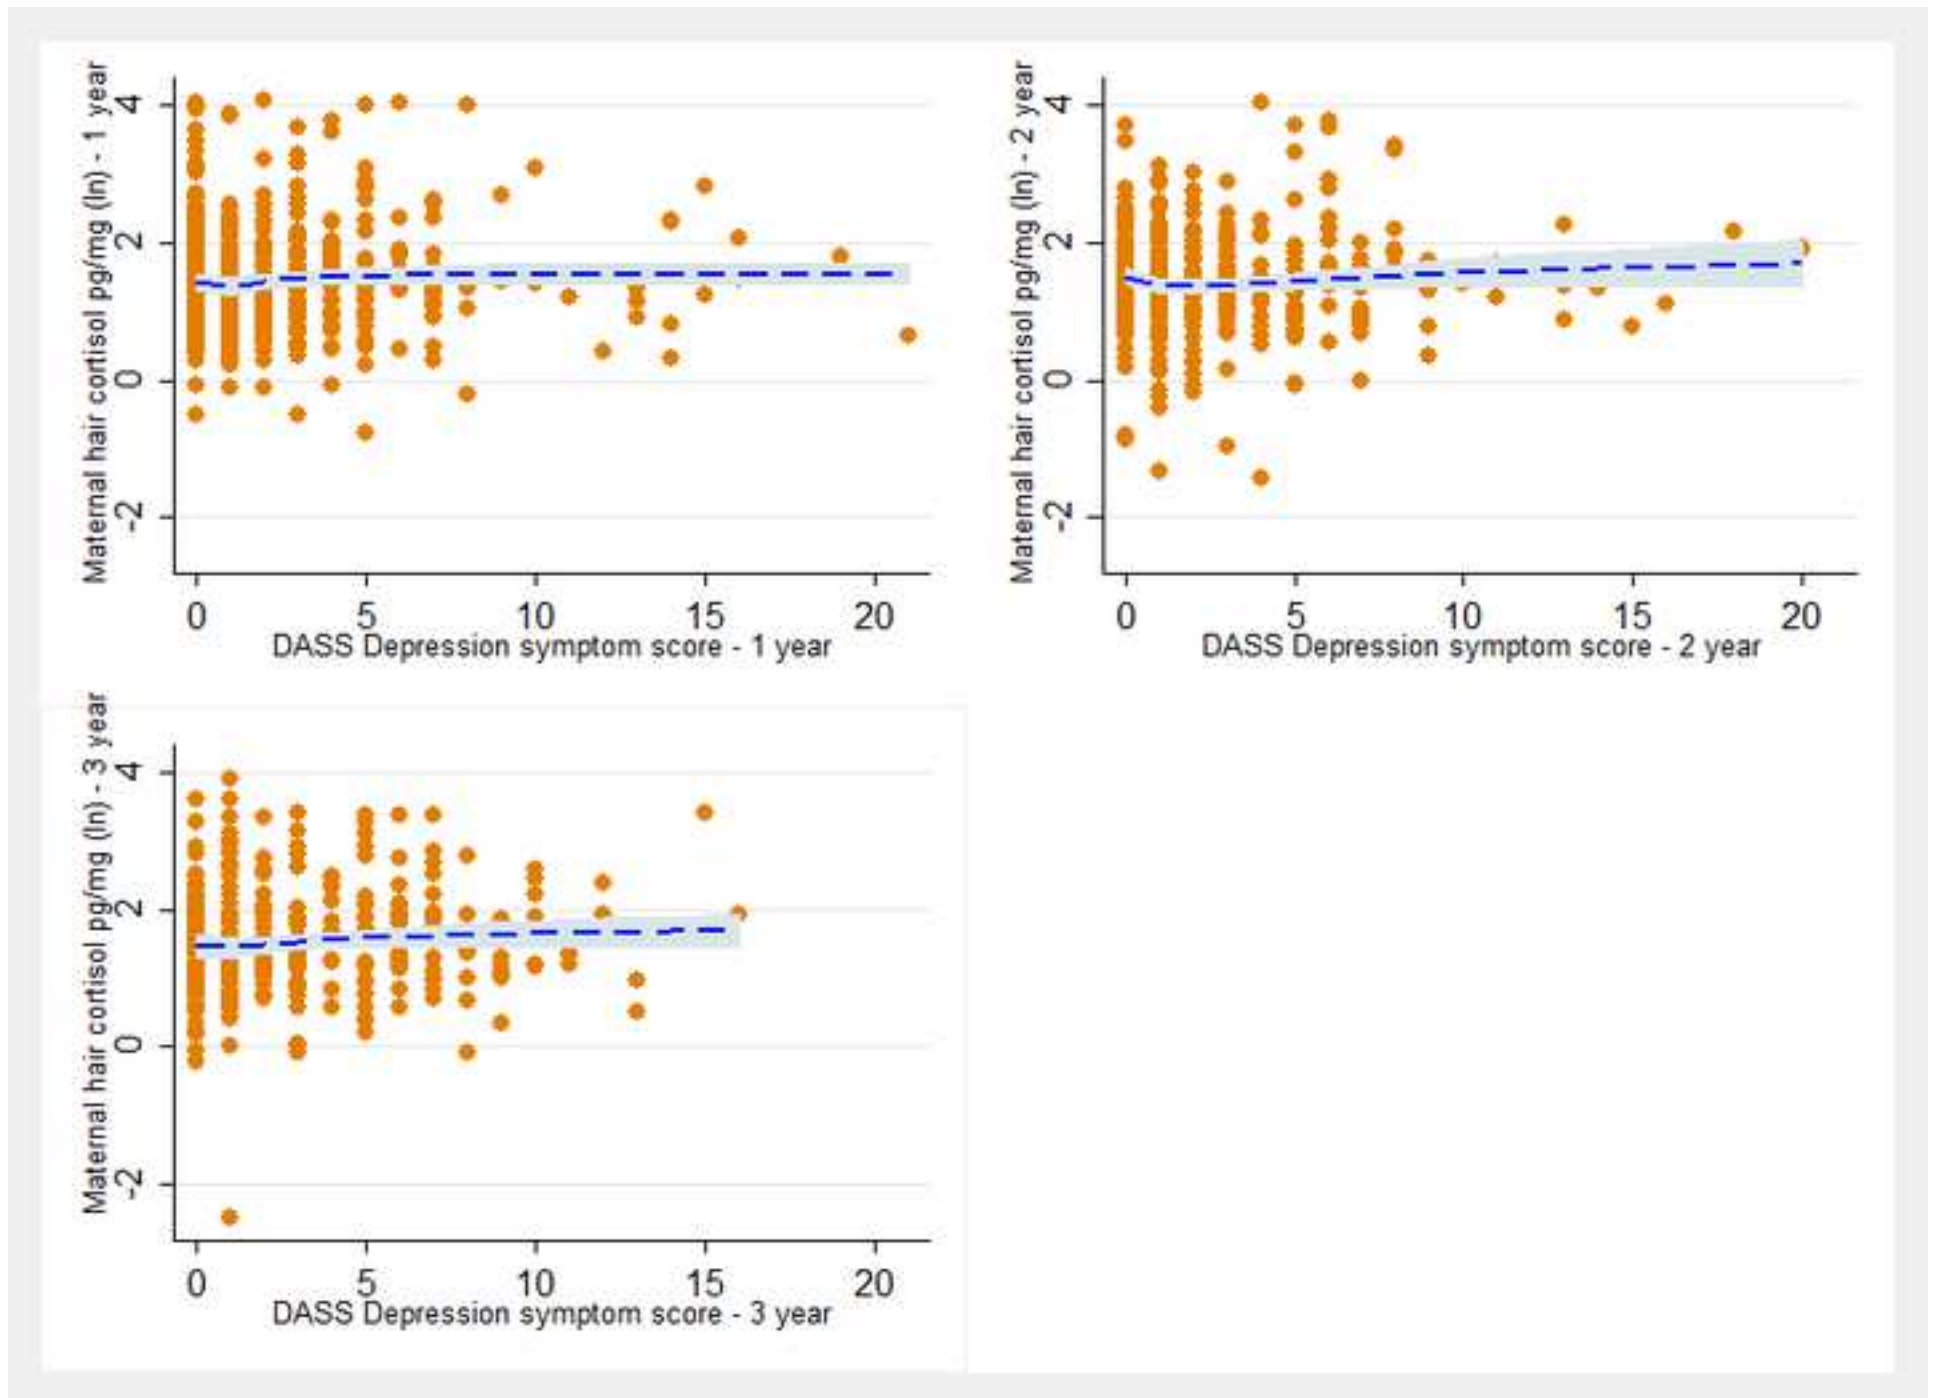 Maternal hair cortisol pg/mg (ln) - 1 year
4
2
0
-2
0 5 10 15 20
DASS Depression symptom score - 1 year
Maternal hair cortisol pg/mg (ln) - 2 year
4
2
0
-2
0 5 10 15 20
DASS Depression symptom score - 2 year
Maternal hair cortisol pg/mg (ln) - 3 year
4
2
0
-2
0 5 10 15 20
DASS Depression symptom score - 3 year